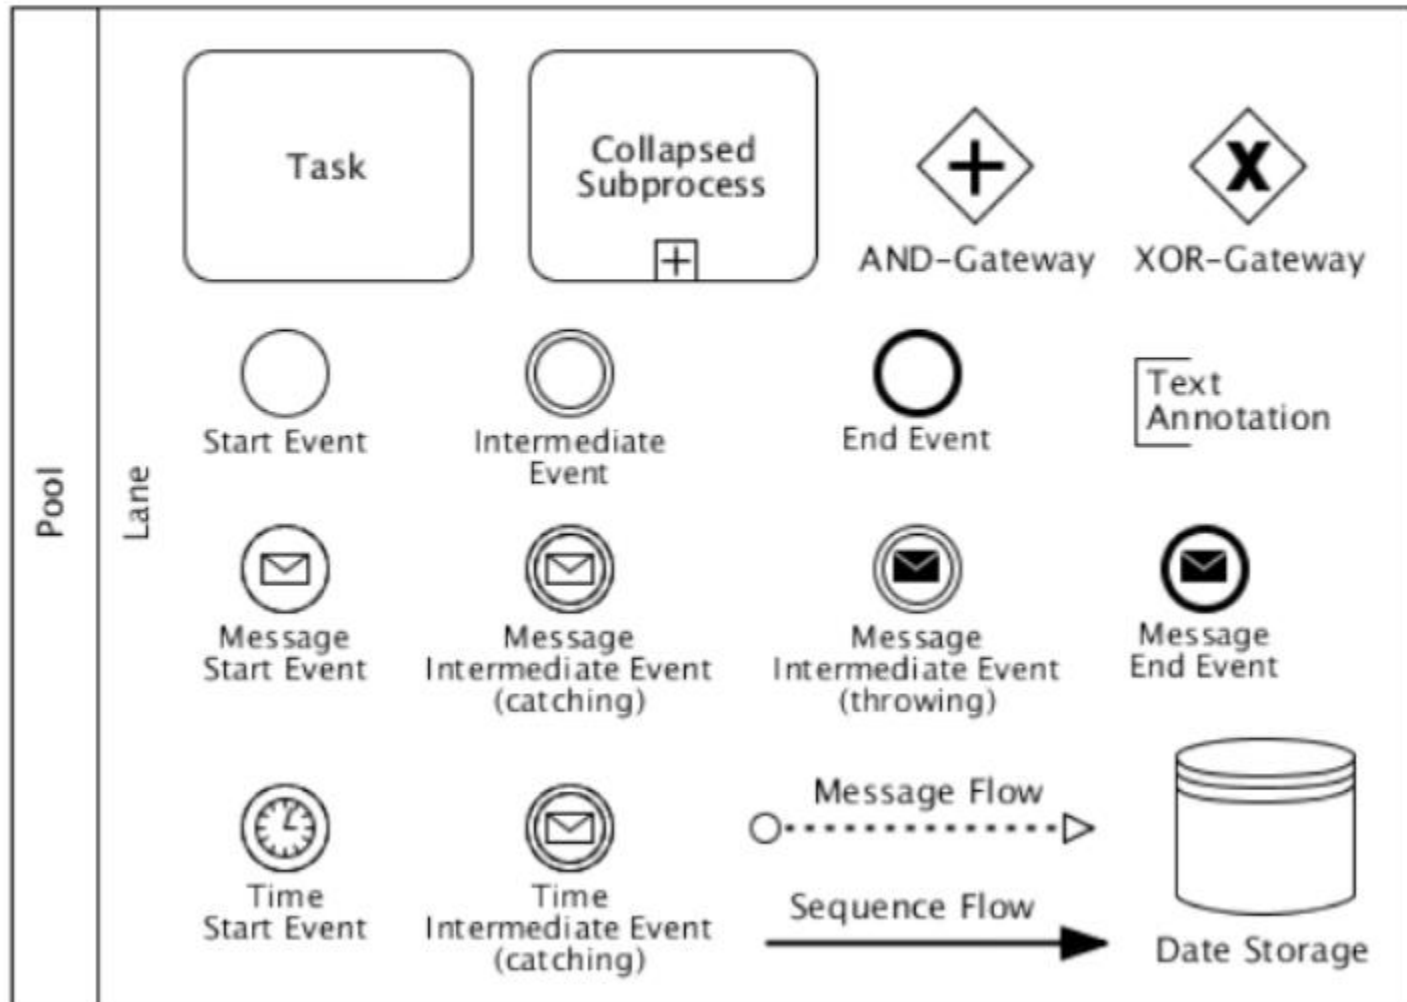 Pool
Lane
Task
Collapsed
Subprocess
AND-Gateway
XOR-Gateway
Start Event
Intermediate
Event
End Event
Text
Annotation
Message
Start Event
Message
Intermediate Event
(catching)
Message
Intermediate Event
(throwing)
Message
End Event
Time
Start Event
Time
Intermediate Event
(catching)
Message Flow
Sequence Flow
Date Storage